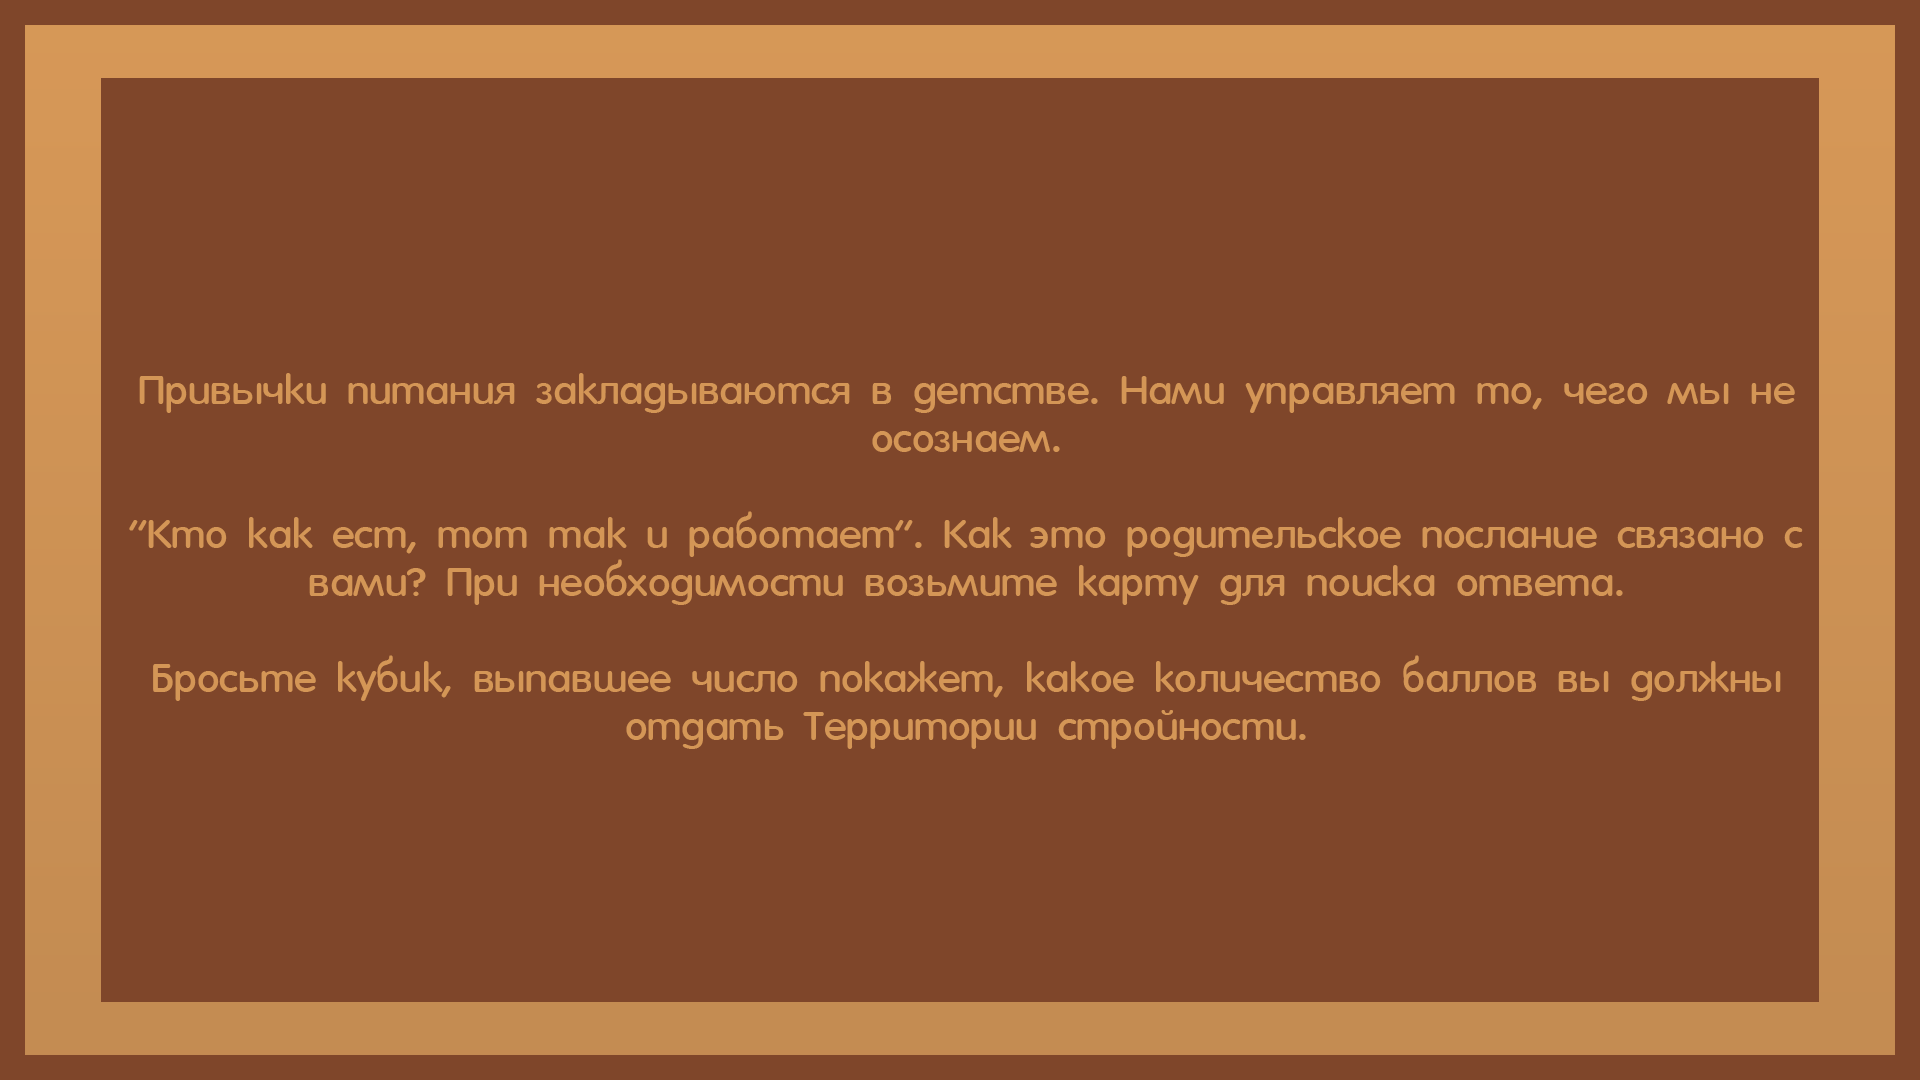 Привычки питания закладываются в детстве. Нами управляет то, чего мы не
осознаем.
"Кто как ест, тот так и работает". Как это родительское послание связано с
вами? При необходимости возьмите карту для поиска ответа.
Бросьте кубик, выпавшее число покажет, какое количество баллов вы должны
отдать Территории стройности.